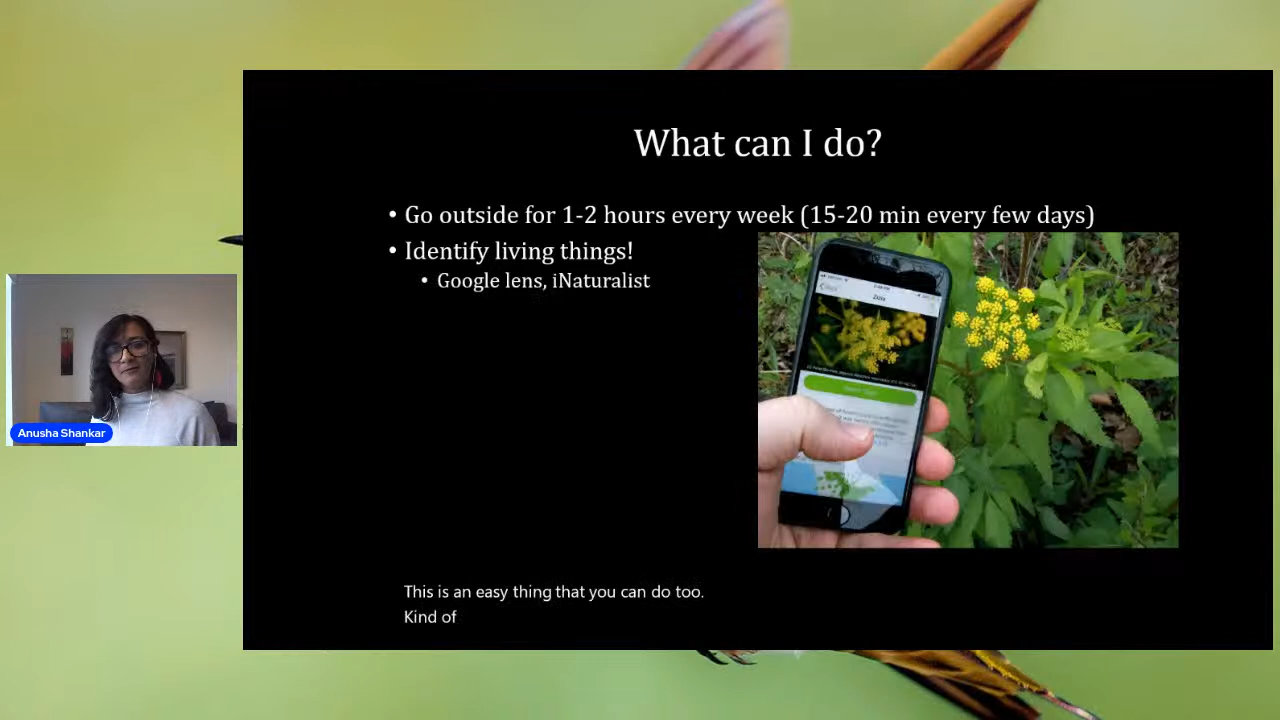 What can I do?
• Go outside for 1-2 hours every week (15-20 min every few days)
• Identify living things!
• Google lens, iNaturalist
Zizia
Anusha Shankar
This is an easy thing that you can do too.
Kind of